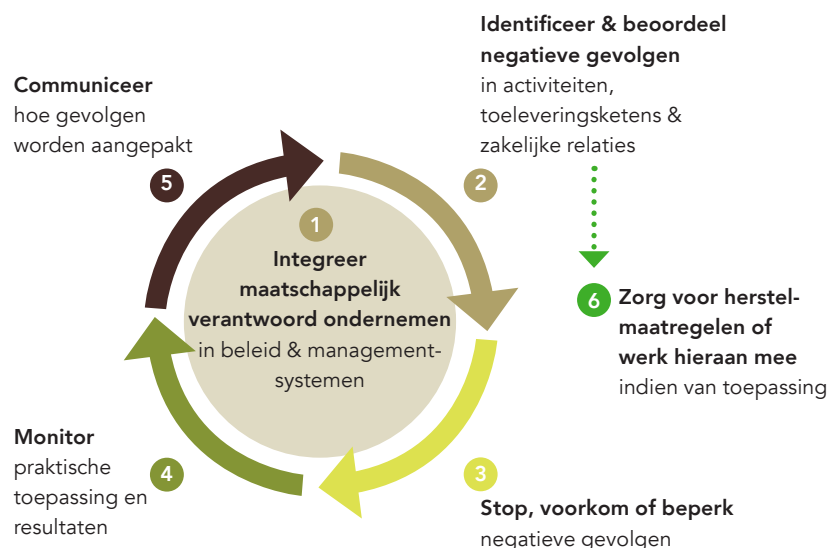 1
Integreer
maatschappelijk
verantwoord ondernemen
in beleid & management-
systemen
2
Identificeer & beoordeel
negatieve gevolgen
in activiteiten,
toeleveringsketens &
zakelijke relaties
3
Stop, voorkom of beperk
negatieve gevolgen
4
Monitor
praktische
toepassing en
resultaten
5
Communiceer
hoe gevolgen
worden aangepakt
6
Zorg voor herstel-
maatregelen of
werk hieraan mee
indien van toepassing